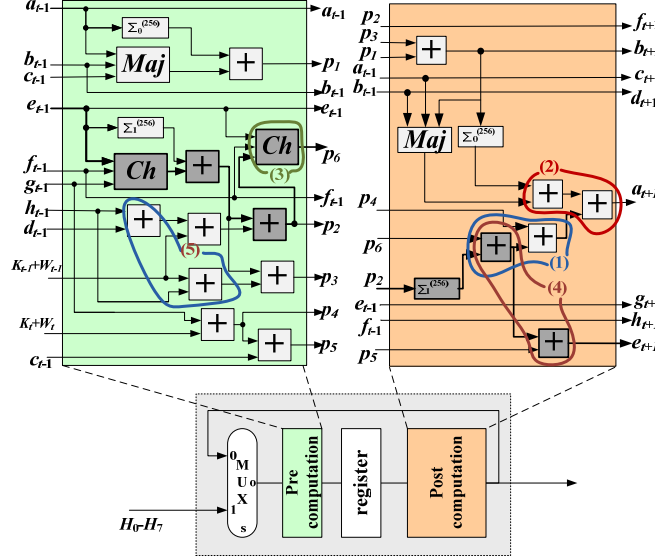 a_{t-1} Σ_0^{(256)} a_{t-1}
b_{t-1} Maj + p_1
c_{t-1} b_{t-1}
e_{t-1} e_{t-1}
Σ_1^{(256)} Ch p_6
f_{t-1} Ch + (3)
g_{t-1} f_{t-1}
h_{t-1} + + + p_2
d_{t-1} (5)
K_{t-1}+W_{t-1} + + p_3
K_t+W_t + p_4
+ p_5
c_{t-1}
p_2 f_{t+1}
p_3 + b_{t+1}
p_1
a_{t-1} c_{t+1}
b_{t-1} d_{t+1}
Maj Σ_0^{(256)}
(2)
+ + a_{t+1}
p_4
p_6 + +
(1)
p_2 Σ_1^{(256)} (4)
e_{t-1} g_{t+1}
f_{t-1} h_{t+1}
p_5 + e_{t+1}
0 M U X s o
1
H_0-H_7
Pre computation
register
Post computation